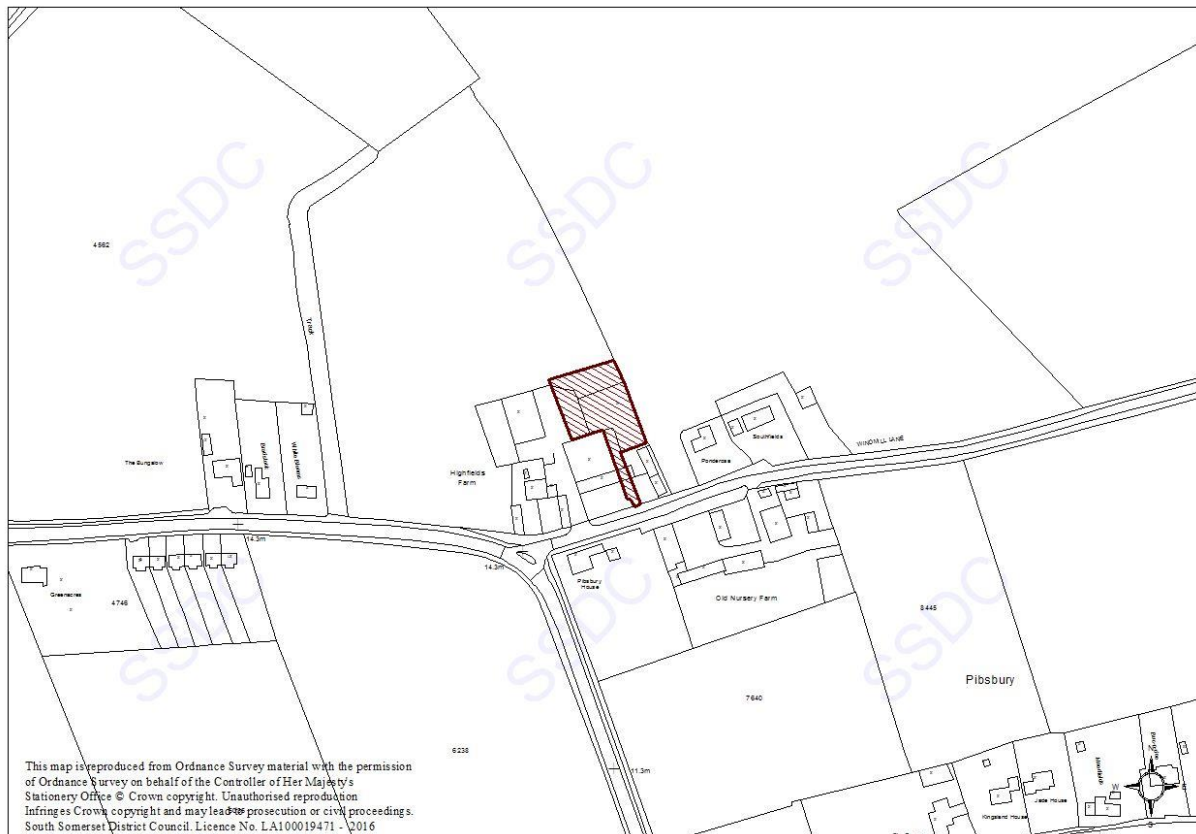 SSDC
SSDC
SSDC
4562
Track
The Bungalow
White Barron
Highfields
Farm
Southfields
Ponderosa
WINDMILL LANE
14.3m
14.3m
Pibsbury
House
Greenacres
4746
Old Nursery Farm
8445
SSDC
SSDC
SSDC
Pibsbury
7640
6238
11.3m
N
W
E
S
Jade House
Kingsland House
This map is reproduced from Ordnance Survey material with the permission
of Ordnance Survey on behalf of the Controller of Her Majesty's
Stationery Office © Crown copyright. Unauthorised reproduction
Infringes Crown copyright and may lead to prosecution or civil proceedings.
South Somerset District Council. Licence No. LA100019471 - 2016